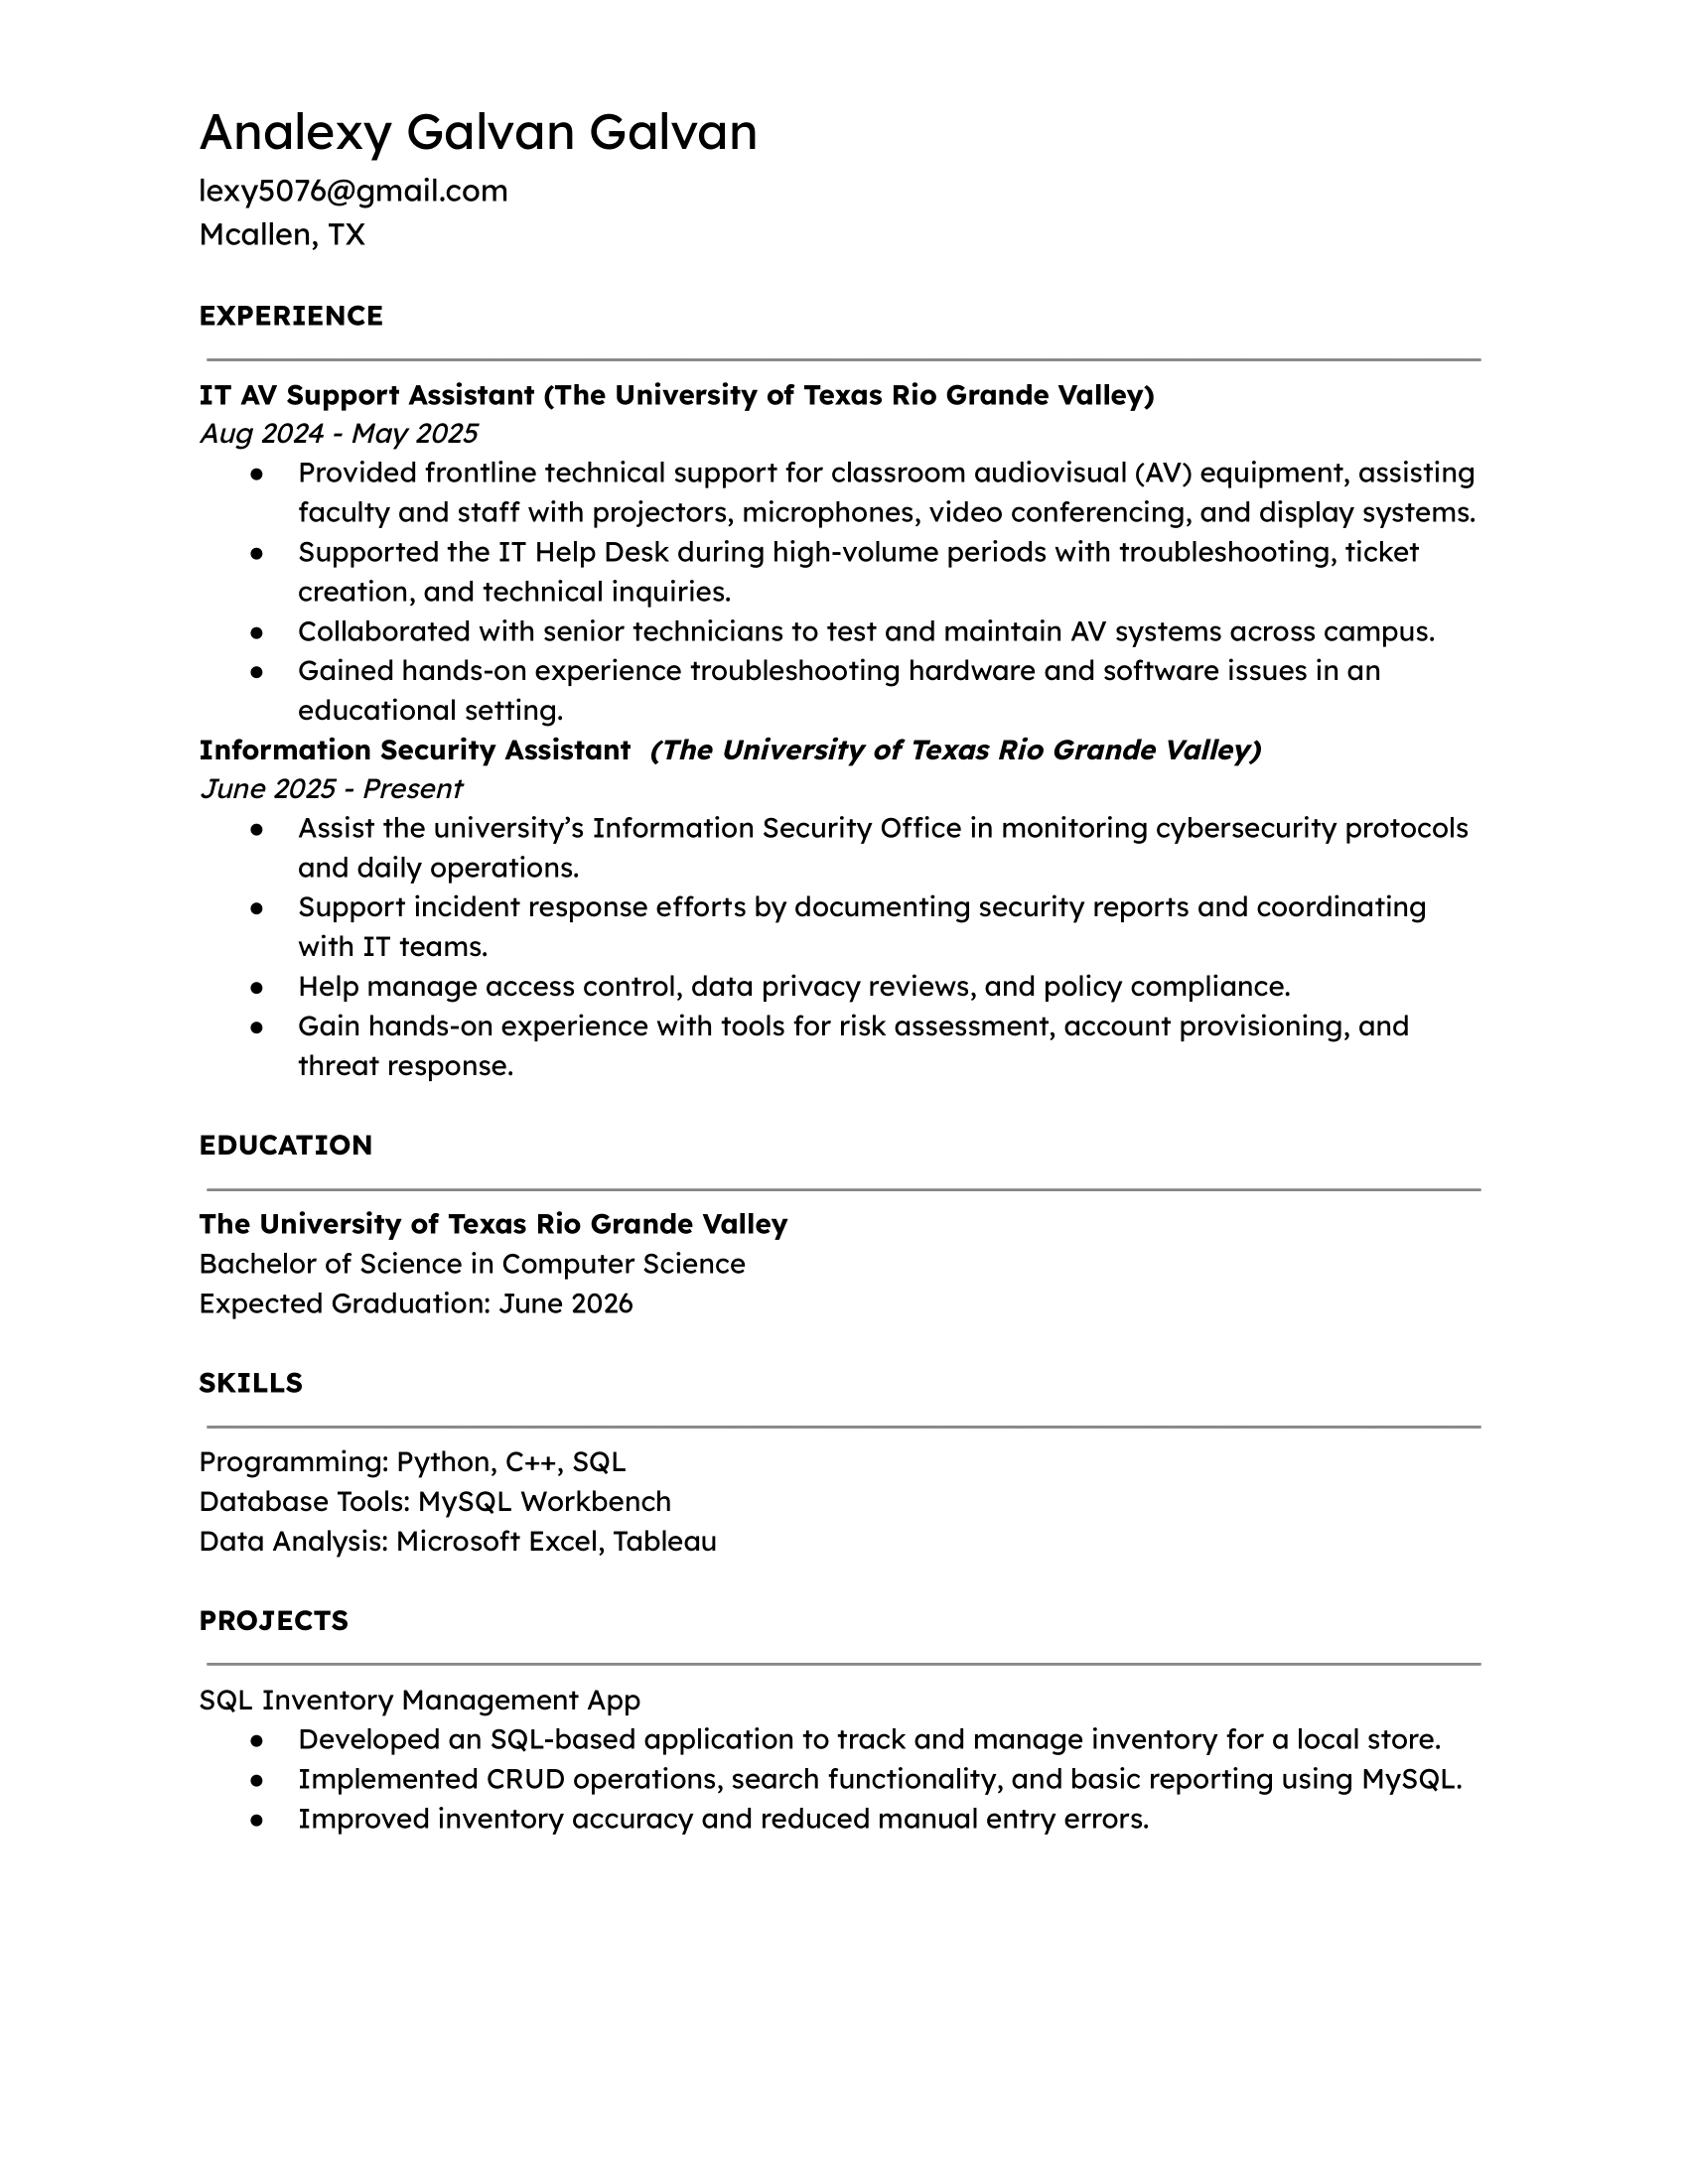 Analexy Galvan Galvan
lexy5076@gmail.com
Mcallen, TX
EXPERIENCE
IT AV Support Assistant (The University of Texas Rio Grande Valley)
Aug 2024 - May 2025
● Provided frontline technical support for classroom audiovisual (AV) equipment, assisting
faculty and staff with projectors, microphones, video conferencing, and display systems.
● Supported the IT Help Desk during high-volume periods with troubleshooting, ticket
creation, and technical inquiries.
● Collaborated with senior technicians to test and maintain AV systems across campus.
● Gained hands-on experience troubleshooting hardware and software issues in an
educational setting.
Information Security Assistant (The University of Texas Rio Grande Valley)
June 2025 - Present
● Assist the university’s Information Security Office in monitoring cybersecurity protocols
and daily operations.
● Support incident response efforts by documenting security reports and coordinating
with IT teams.
● Help manage access control, data privacy reviews, and policy compliance.
● Gain hands-on experience with tools for risk assessment, account provisioning, and
threat response.
EDUCATION
The University of Texas Rio Grande Valley
Bachelor of Science in Computer Science
Expected Graduation: June 2026
SKILLS
Programming: Python, C++, SQL
Database Tools: MySQL Workbench
Data Analysis: Microsoft Excel, Tableau
PROJECTS
SQL Inventory Management App
● Developed an SQL-based application to track and manage inventory for a local store.
● Implemented CRUD operations, search functionality, and basic reporting using MySQL.
● Improved inventory accuracy and reduced manual entry errors.